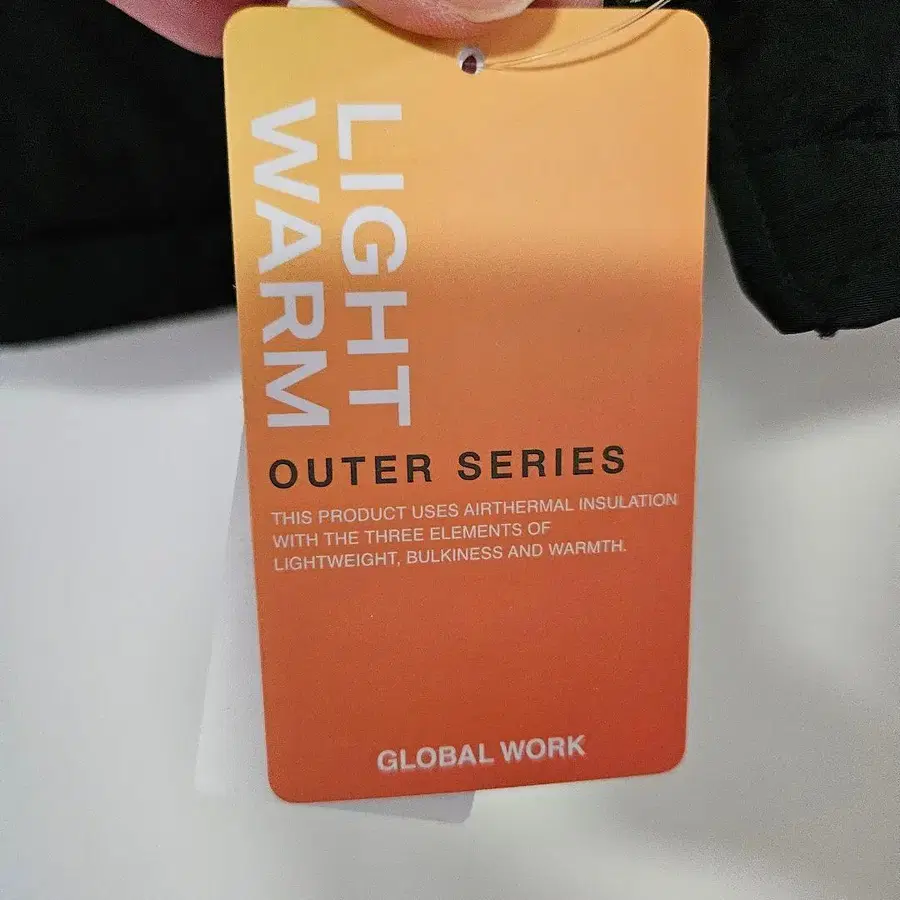 LIGHT
WARM
OUTER SERIES
THIS PRODUCT USES AIRTHERMAL INSULATION
WITH THE THREE ELEMENTS OF
LIGHTWEIGHT, BULKINESS AND WARMTH.
GLOBAL WORK